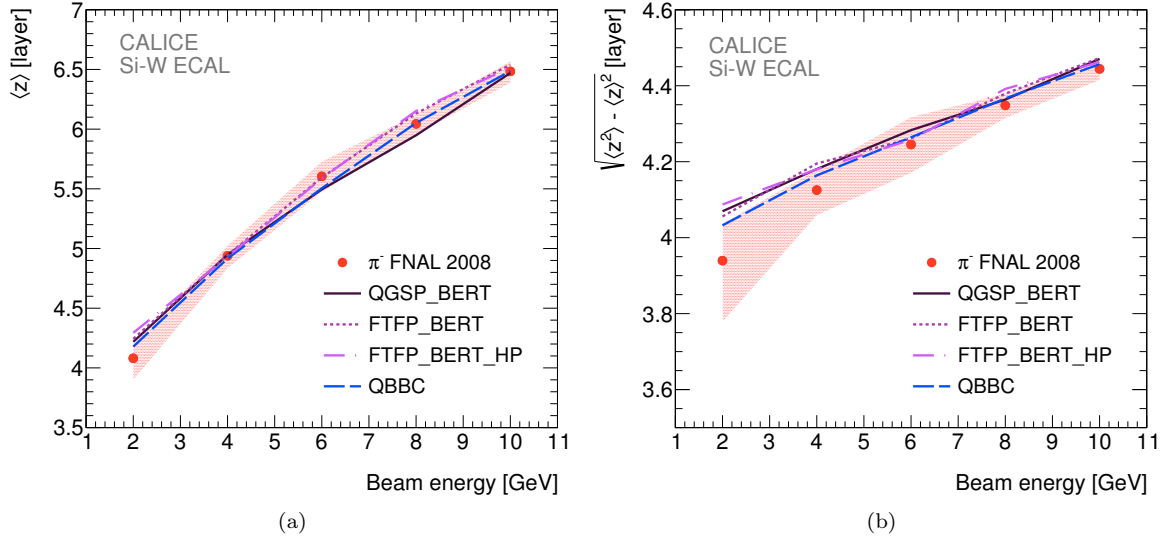 ⟨z⟩ [layer]
7
6.5
6
5.5
5
4.5
4
3.5
CALICE
Si-W ECAL
π⁻ FNAL 2008
QGSP_BERT
FTFP_BERT
FTFP_BERT_HP
QBBC
1 2 3 4 5 6 7 8 9 10 11
Beam energy [GeV]
(a)
√⟨z²⟩ - ⟨z⟩² [layer]
4.6
4.4
4.2
4
3.8
3.6
CALICE
Si-W ECAL
π⁻ FNAL 2008
QGSP_BERT
FTFP_BERT
FTFP_BERT_HP
QBBC
1 2 3 4 5 6 7 8 9 10 11
Beam energy [GeV]
(b)